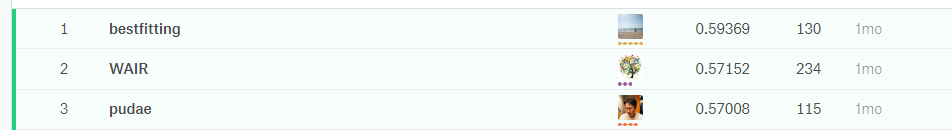 1 bestfitting 0.59369 130 1mo
2 WAIR 0.57152 234 1mo
3 pudae 0.57008 115 1mo